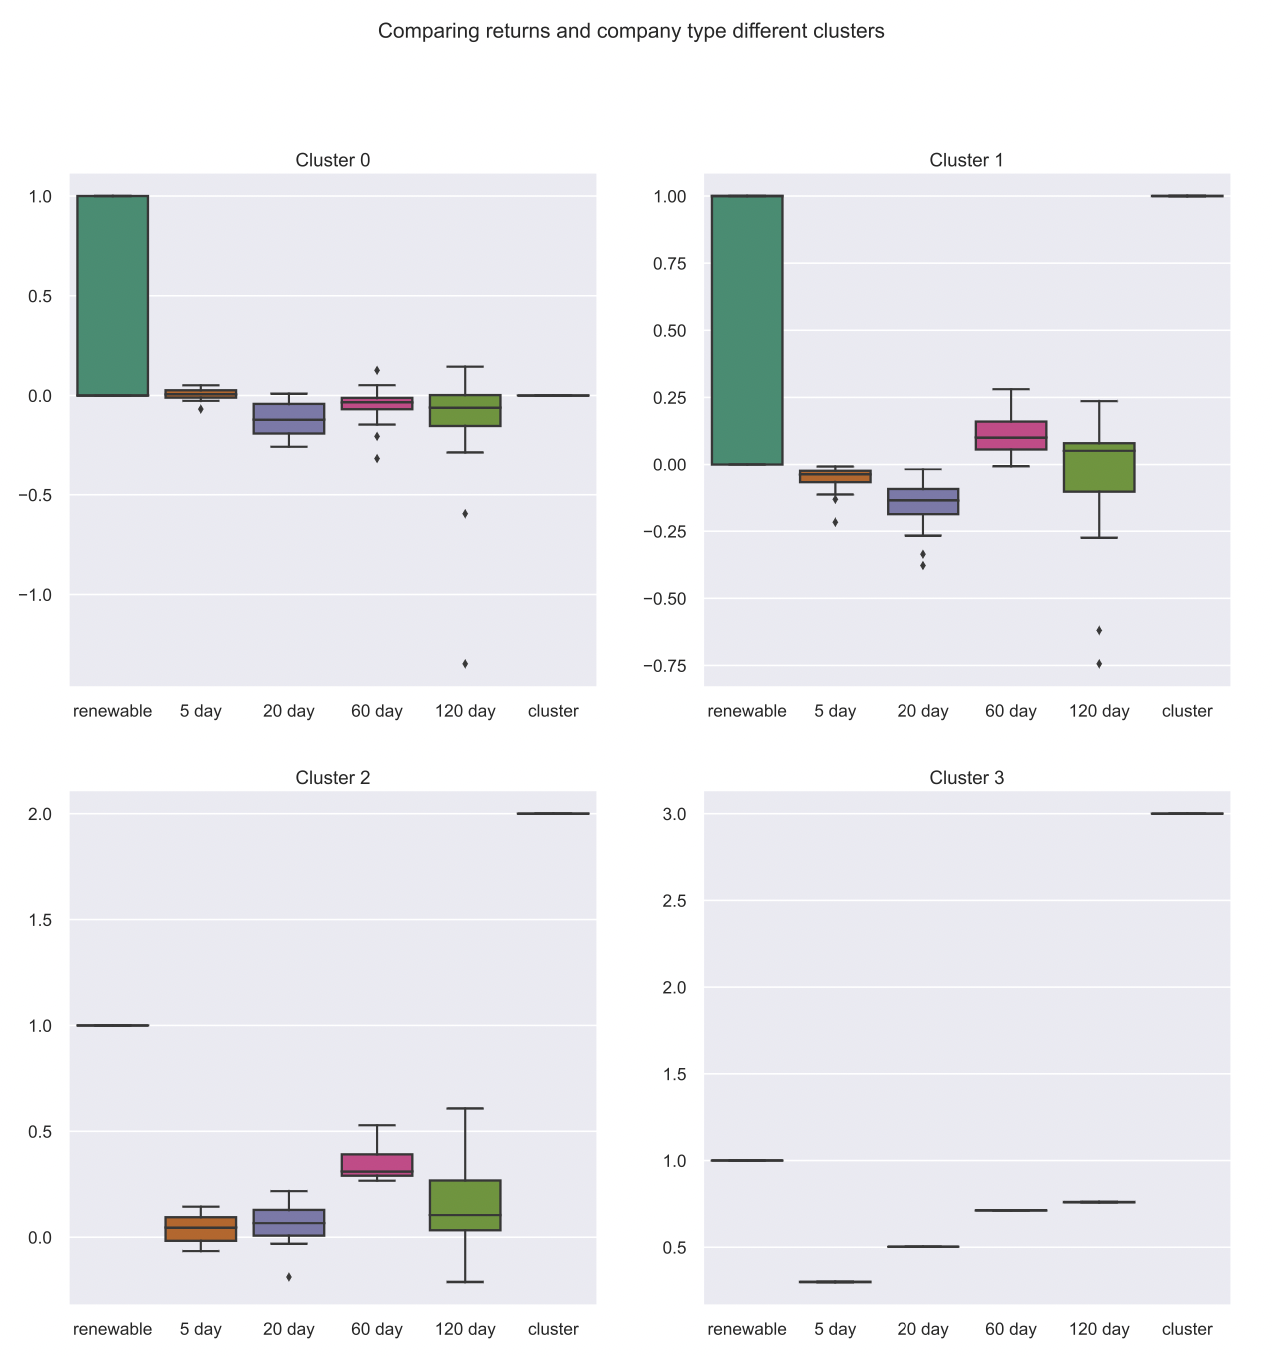 Comparing returns and company type different clusters
Cluster 0
1.0
0.5
0.0
−0.5
−1.0
renewable 5 day 20 day 60 day 120 day cluster
Cluster 1
1.00
0.75
0.50
0.25
0.00
−0.25
−0.50
−0.75
renewable 5 day 20 day 60 day 120 day cluster
Cluster 2
2.0
1.5
1.0
0.5
0.0
renewable 5 day 20 day 60 day 120 day cluster
Cluster 3
3.0
2.5
2.0
1.5
1.0
0.5
renewable 5 day 20 day 60 day 120 day cluster